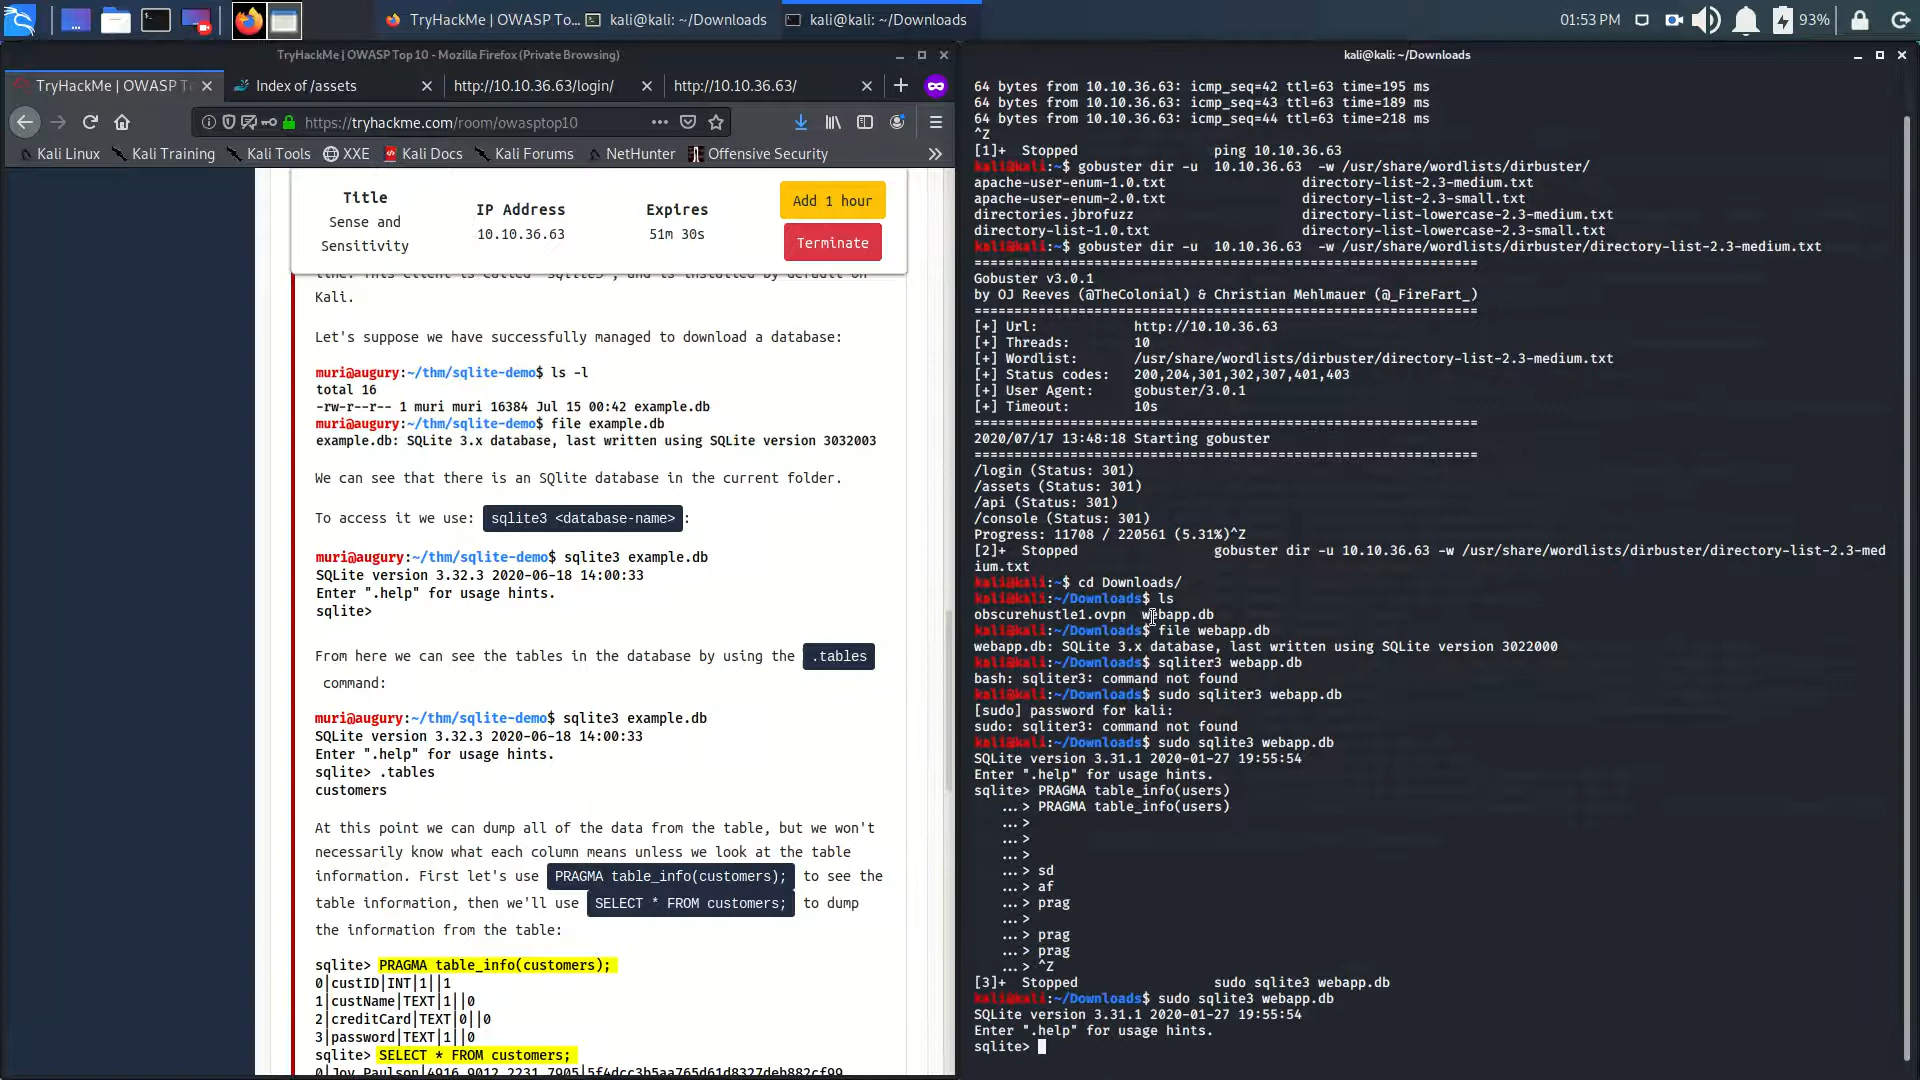 TryHackMe | OWASP To...
kali@kali: ~/Downloads
kali@kali: ~/Downloads
01:53 PM
93%
TryHackMe | OWASP Top 10 - Mozilla Firefox (Private Browsing)
TryHackMe | OWASP T
Index of /assets
http://10.10.36.63/login/
http://10.10.36.63/
https://tryhackme.com/room/owasptop10
Kali Linux
Kali Training
Kali Tools
XXE
Kali Docs
Kali Forums
NetHunter
Offensive Security
Title
Sense and
Sensitivity
IP Address
10.10.36.63
Expires
51m 30s
Add 1 hour
Terminate
line. This client is called "sqlite3", and is installed by default on
Kali.
Let's suppose we have successfully managed to download a database:
muri@augury:~/thm/sqlite-demo$ ls -l
total 16
-rw-r--r-- 1 muri muri 16384 Jul 15 00:42 example.db
muri@augury:~/thm/sqlite-demo$ file example.db
example.db: SQLite 3.x database, last written using SQLite version 3032003
We can see that there is an SQlite database in the current folder.
To access it we use: sqlite3 <database-name> :
muri@augury:~/thm/sqlite-demo$ sqlite3 example.db
SQLite version 3.32.3 2020-06-18 14:00:33
Enter ".help" for usage hints.
sqlite>
From here we can see the tables in the database by using the .tables
command:
muri@augury:~/thm/sqlite-demo$ sqlite3 example.db
SQLite version 3.32.3 2020-06-18 14:00:33
Enter ".help" for usage hints.
sqlite> .tables
customers
At this point we can dump all of the data from the table, but we won't
necessarily know what each column means unless we look at the table
information. First let's use PRAGMA table_info(customers); to see the
table information, then we'll use SELECT * FROM customers; to dump
the information from the table:
sqlite> PRAGMA table_info(customers);
0|custID|INT|1||1
1|custName|TEXT|1||0
2|creditCard|TEXT|0||0
3|password|TEXT|1||0
sqlite> SELECT * FROM customers;
0|Joy Paulson|4916 9012 2231 7905|5f4dcc3b5aa765d61d8327deb882cf99
kali@kali: ~/Downloads
64 bytes from 10.10.36.63: icmp_seq=42 ttl=63 time=195 ms
64 bytes from 10.10.36.63: icmp_seq=43 ttl=63 time=189 ms
64 bytes from 10.10.36.63: icmp_seq=44 ttl=63 time=218 ms
^Z
[1]+  Stopped                 ping 10.10.36.63
kali@kali:~$ gobuster dir -u  10.10.36.63  -w /usr/share/wordlists/dirbuster/
apache-user-enum-1.0.txt                 directory-list-2.3-medium.txt
apache-user-enum-2.0.txt                 directory-list-2.3-small.txt
directories.jbrofuzz                     directory-list-lowercase-2.3-medium.txt
directory-list-1.0.txt                   directory-list-lowercase-2.3-small.txt
kali@kali:~$ gobuster dir -u  10.10.36.63  -w /usr/share/wordlists/dirbuster/directory-list-2.3-medium.txt
===============================================================
Gobuster v3.0.1
by OJ Reeves (@TheColonial) & Christian Mehlmauer (@_FireFart_)
===============================================================
[+] Url:            http://10.10.36.63
[+] Threads:        10
[+] Wordlist:       /usr/share/wordlists/dirbuster/directory-list-2.3-medium.txt
[+] Status codes:   200,204,301,302,307,401,403
[+] User Agent:     gobuster/3.0.1
[+] Timeout:        10s
===============================================================
2020/07/17 13:48:18 Starting gobuster
===============================================================
/login (Status: 301)
/assets (Status: 301)
/api (Status: 301)
/console (Status: 301)
Progress: 11708 / 220561 (5.31%)^Z
[2]+  Stopped                 gobuster dir -u 10.10.36.63 -w /usr/share/wordlists/dirbuster/directory-list-2.3-med
ium.txt
kali@kali:~$ cd Downloads/
kali@kali:~/Downloads$ ls
obscurehustle1.ovpn  webapp.db
kali@kali:~/Downloads$ file webapp.db
webapp.db: SQLite 3.x database, last written using SQLite version 3022000
kali@kali:~/Downloads$ sqliter3 webapp.db
bash: sqliter3: command not found
kali@kali:~/Downloads$ sudo sqliter3 webapp.db
[sudo] password for kali:
sudo: sqliter3: command not found
kali@kali:~/Downloads$ sudo sqlite3 webapp.db
SQLite version 3.31.1 2020-01-27 19:55:54
Enter ".help" for usage hints.
sqlite> PRAGMA table_info(users)
...> PRAGMA table_info(users)
...>
...>
...>
...> sd
...> af
...> prag
...>
...> prag
...> prag
...> ^Z
[3]+  Stopped                 sudo sqlite3 webapp.db
kali@kali:~/Downloads$ sudo sqlite3 webapp.db
SQLite version 3.31.1 2020-01-27 19:55:54
Enter ".help" for usage hints.
sqlite>